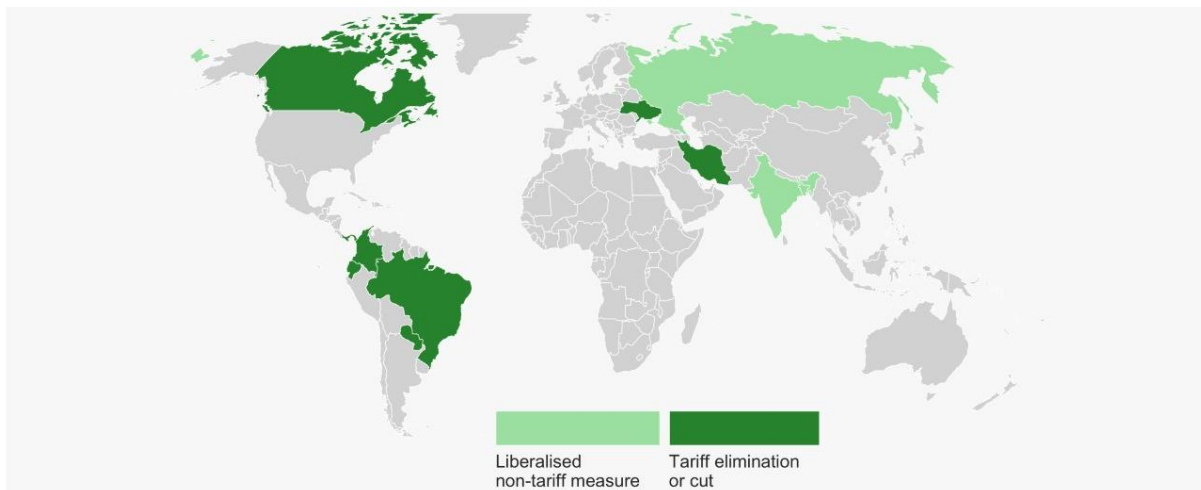 Liberalised
non-tariff measure
Tariff elimination
or cut